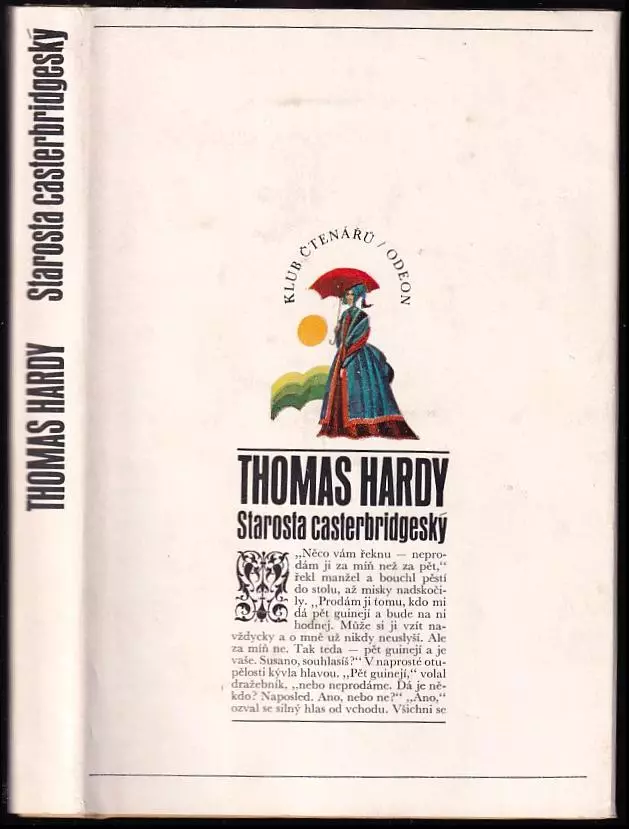 THOMAS HARDY Starosta casterbridgeský
KLUB ČTENÁŘŮ / ODEON
THOMAS HARDY
Starosta casterbridgeský
„Něco vám řeknu — nepro-
dám ji za míň než za pět,“
řekl manžel a bouchl pěstí
do stolu, až misky nadskoči-
ly. „Prodám ji tomu, kdo mi
dá pět guinejí a bude na ni
hodnej. Může si ji vzít na-
vždycky a o mně už nikdy neuslyší. Ale
za míň ne. Tak teda — pět guinejí a je
vaše. Susano, souhlasíš?“ V naprosté otu-
pělosti kývla hlavou. „Pět guinejí,“ volal
dražebník, „nebo neprodáme. Dá je ně-
kdo? Naposled. Ano, nebo ne?“ „Ano,“
ozval se silný hlas od vchodu. Všichni se